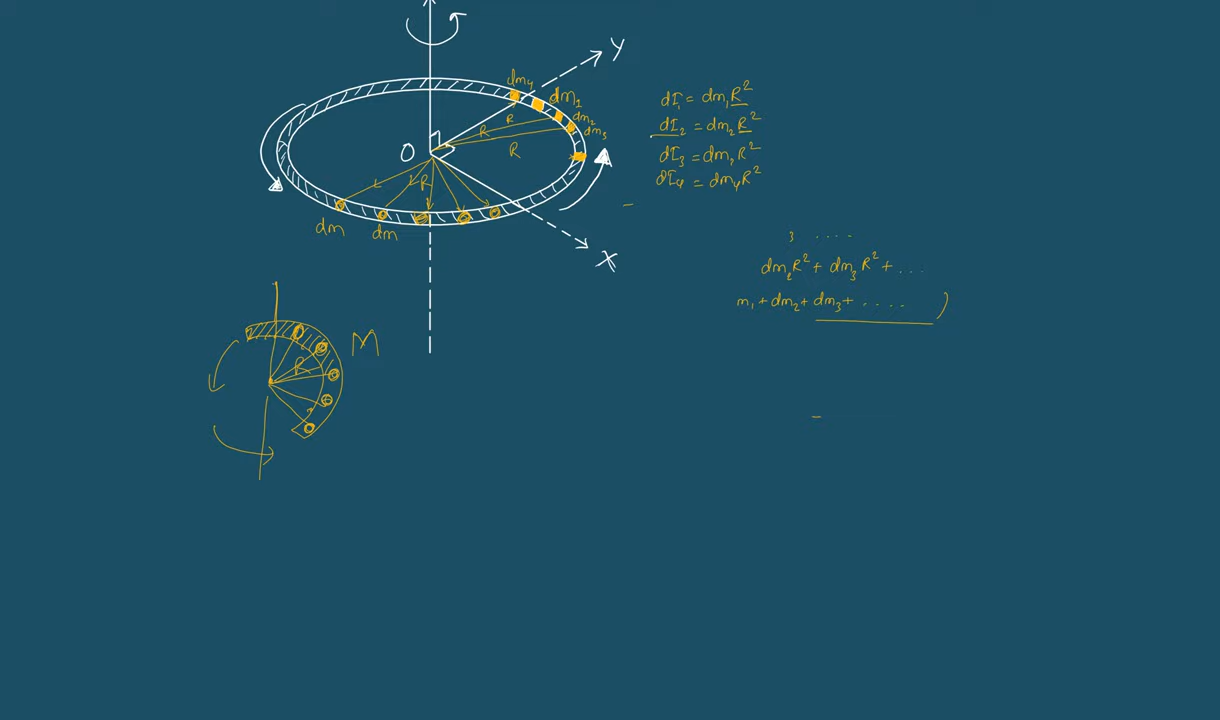 Y
dm4
dm1
dm2
dm3
R
R
R
O
L
R
dm
dm
X
dI1 = dm1R²
dI2 = dm2R²
dI3 = dm3R²
dI4 = dm4R²
3 ....
dm2R² + dm3R² + ...
m1 + dm2 + dm3 + .... )
M
R